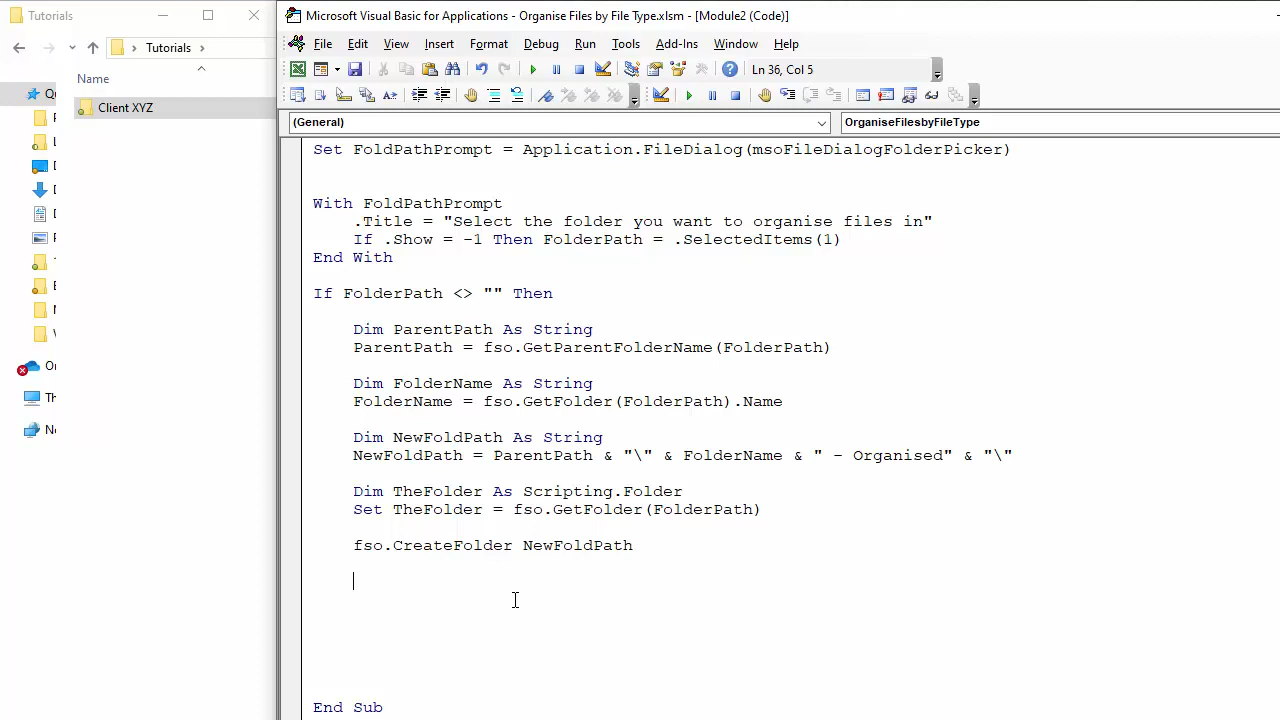 Tutorials
Microsoft Visual Basic for Applications - Organise Files by File Type.xlsm - [Module2 (Code)]
File Edit View Insert Format Debug Run Tools Add-Ins Window Help
Tutorials
Ln 36, Col 5
Name
Client XYZ
(General)
OrganiseFilesbyFileType
Set FoldPathPrompt = Application.FileDialog(msoFileDialogFolderPicker)
With FoldPathPrompt
.Title = "Select the folder you want to organise files in"
If .Show = -1 Then FolderPath = .SelectedItems(1)
End With
If FolderPath <> "" Then
Dim ParentPath As String
ParentPath = fso.GetParentFolderName(FolderPath)
Dim FolderName As String
FolderName = fso.GetFolder(FolderPath).Name
Dim NewFoldPath As String
NewFoldPath = ParentPath & "\" & FolderName & " - Organised" & "\"
Dim TheFolder As Scripting.Folder
Set TheFolder = fso.GetFolder(FolderPath)
fso.CreateFolder NewFoldPath
End Sub